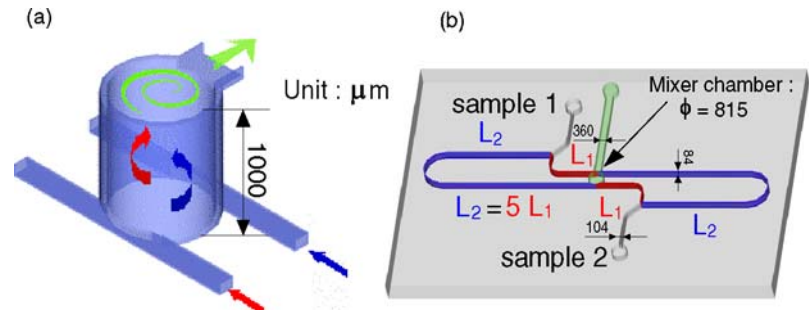 (a)
Unit : μm
1000
(b)
sample 1
Mixer chamber :
ϕ = 815
360
L₂
L₁
84
L₂ = 5 L₁
L₁
L₂
104
sample 2